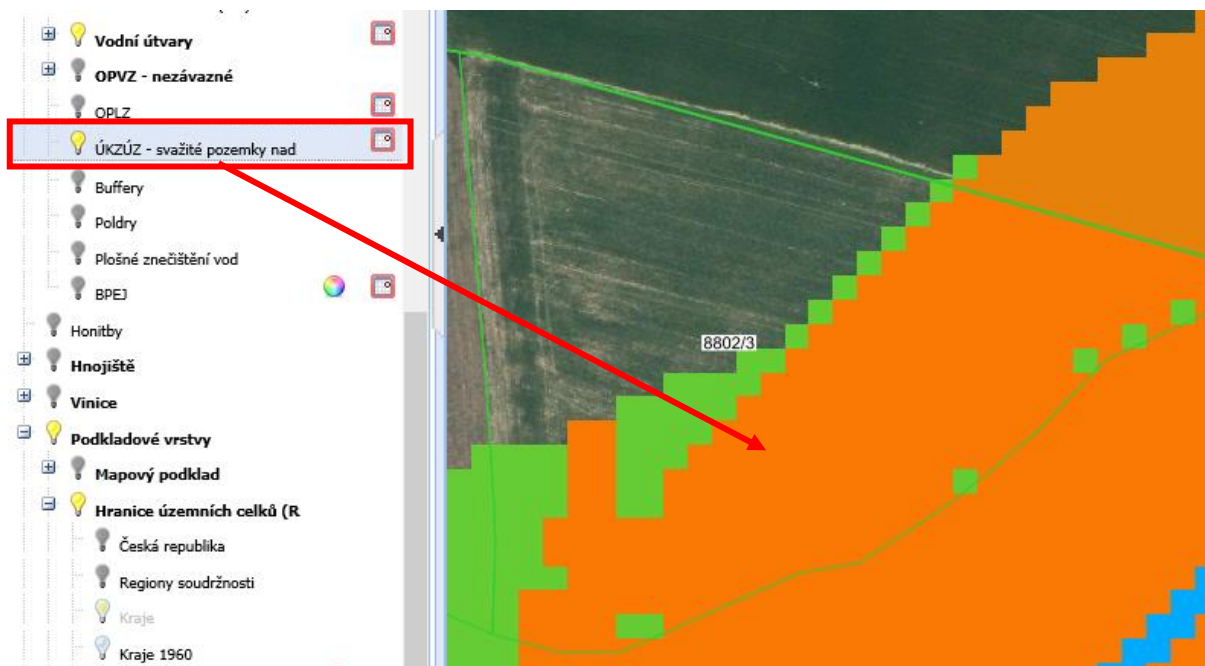 Vodní útvary
OPVZ - nezávazné
OPLZ
ÚKZÚZ - svažité pozemky nad
Buffery
Poldry
Plošné znečištění vod
BPEJ
Honitby
Hnojiště
Vinice
Podkladové vrstvy
Mapový podklad
Hranice územních celků (R
Česká republika
Regiony soudržnosti
Kraje
Kraje 1960
8802/3